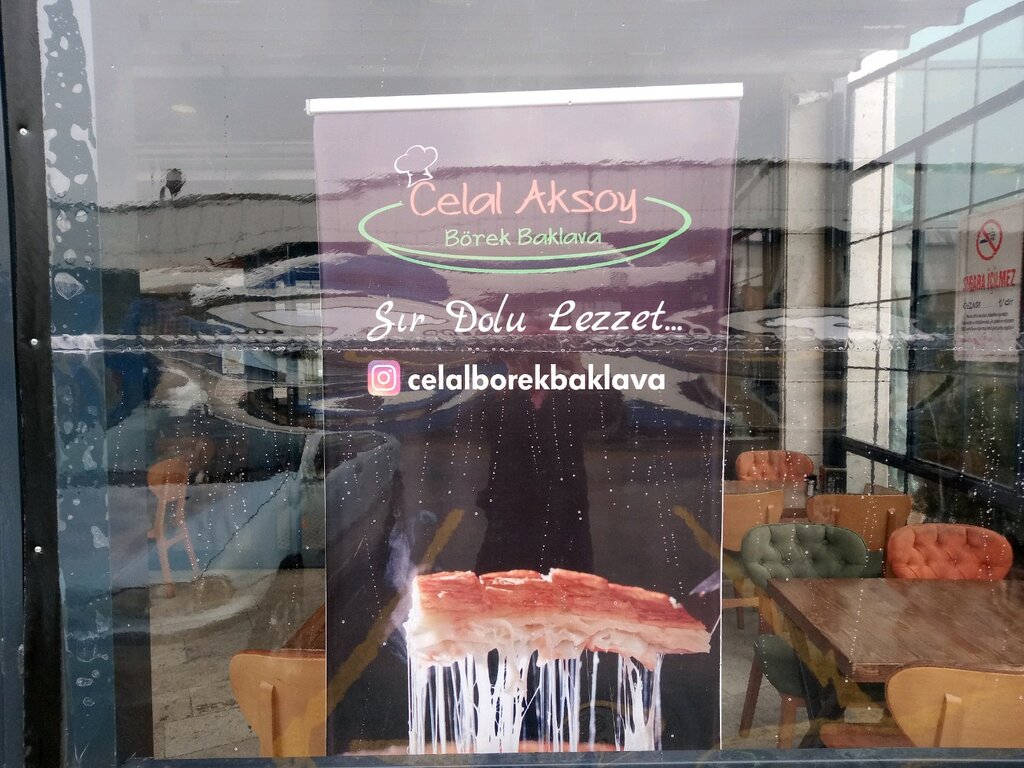 Celal Aksoy
Börek Baklava
Sır Dolu Lezzet...
celalborekbaklava
SİGARA İÇİLMEZ